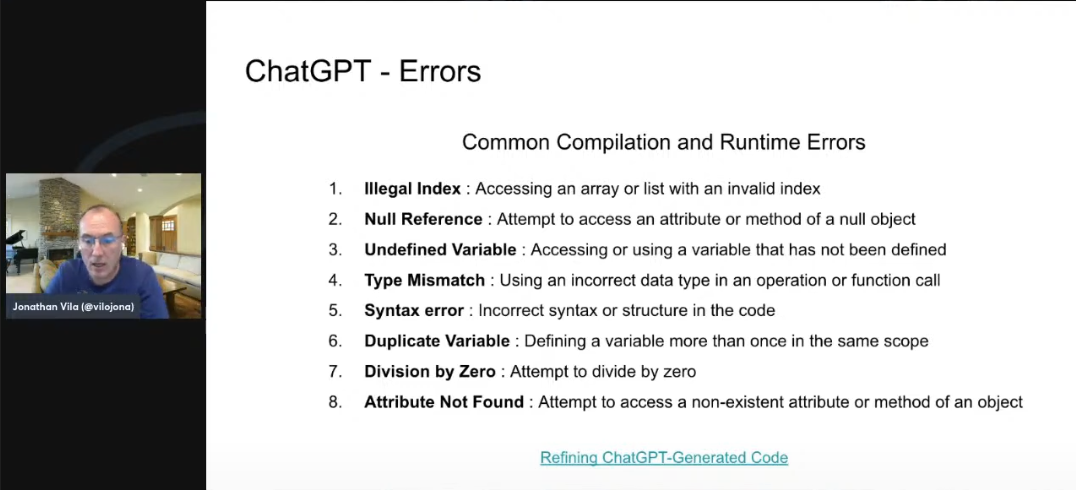 ChatGPT - Errors
Common Compilation and Runtime Errors
1. Illegal Index : Accessing an array or list with an invalid index
2. Null Reference : Attempt to access an attribute or method of a null object
3. Undefined Variable : Accessing or using a variable that has not been defined
4. Type Mismatch : Using an incorrect data type in an operation or function call
5. Syntax error : Incorrect syntax or structure in the code
6. Duplicate Variable : Defining a variable more than once in the same scope
7. Division by Zero : Attempt to divide by zero
8. Attribute Not Found : Attempt to access a non-existent attribute or method of an object
Refining ChatGPT-Generated Code
Jonathan Vila (@vilojona)